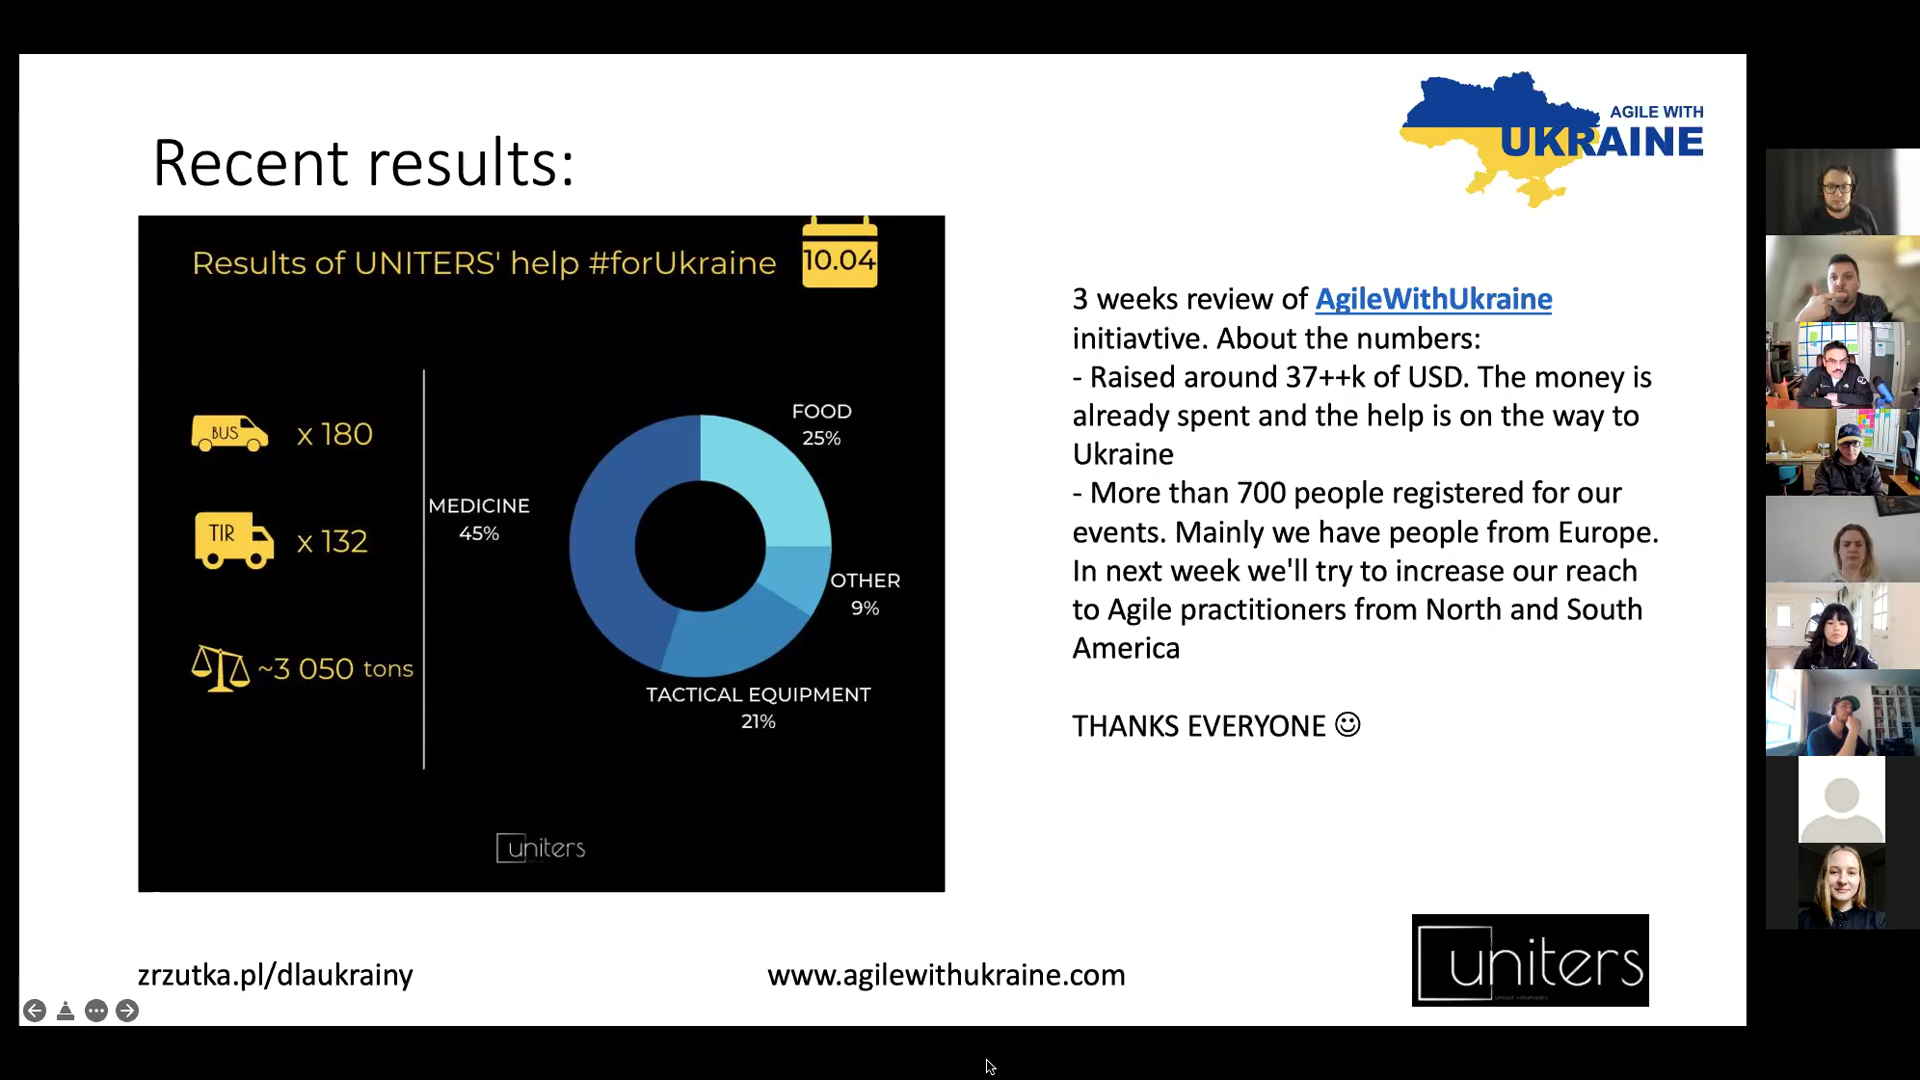 AGILE WITH
UKRAINE
Recent results:
Results of UNITERS' help #forUkraine
10.04
BUS
x 180
TIR
x 132
~3 050 tons
FOOD
25%
MEDICINE
45%
OTHER
9%
TACTICAL EQUIPMENT
21%
uniters
3 weeks review of AgileWithUkraine
initiavtive. About the numbers:
- Raised around 37++k of USD. The money is
already spent and the help is on the way to
Ukraine
- More than 700 people registered for our
events. Mainly we have people from Europe.
In next week we'll try to increase our reach
to Agile practitioners from North and South
America
THANKS EVERYONE ☺
zrzutka.pl/dlaukrainy
www.agilewithukraine.com
uniters